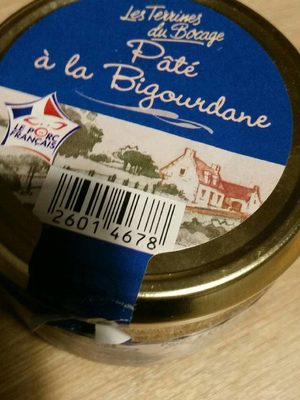 Les Terrines
du Bocage
Pâté
à la Bigourdane
LE PORC
FRANÇAIS
2601 4678